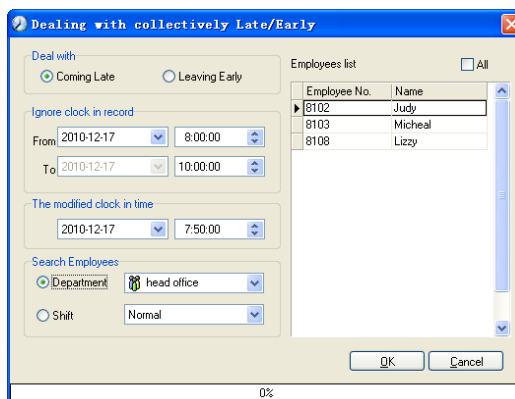 Dealing with collectively Late/Early
Deal with
Coming Late Leaving Early
Ignore clock in record
From 2010-12-17 8:00:00
To 2010-12-17 10:00:00
The modified clock in time
2010-12-17 7:50:00
Search Employees
Department head office
Shift Normal
Employees list All
Employee No. Name
8102 Judy
8103 Micheal
8108 Lizzy
OK Cancel
0%